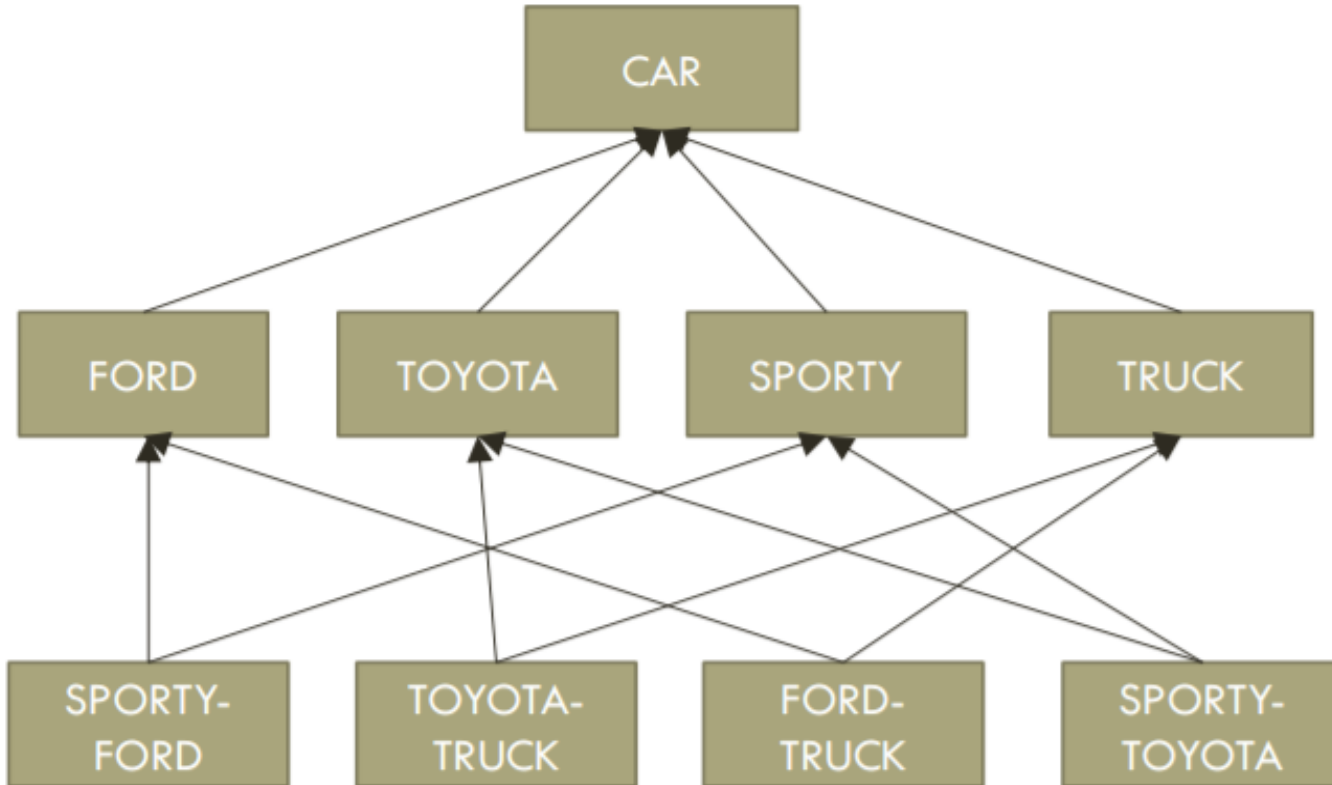 CAR
FORD
TOYOTA
SPORTY
TRUCK
SPORTY-
FORD
TOYOTA-
TRUCK
FORD-
TRUCK
SPORTY-
TOYOTA